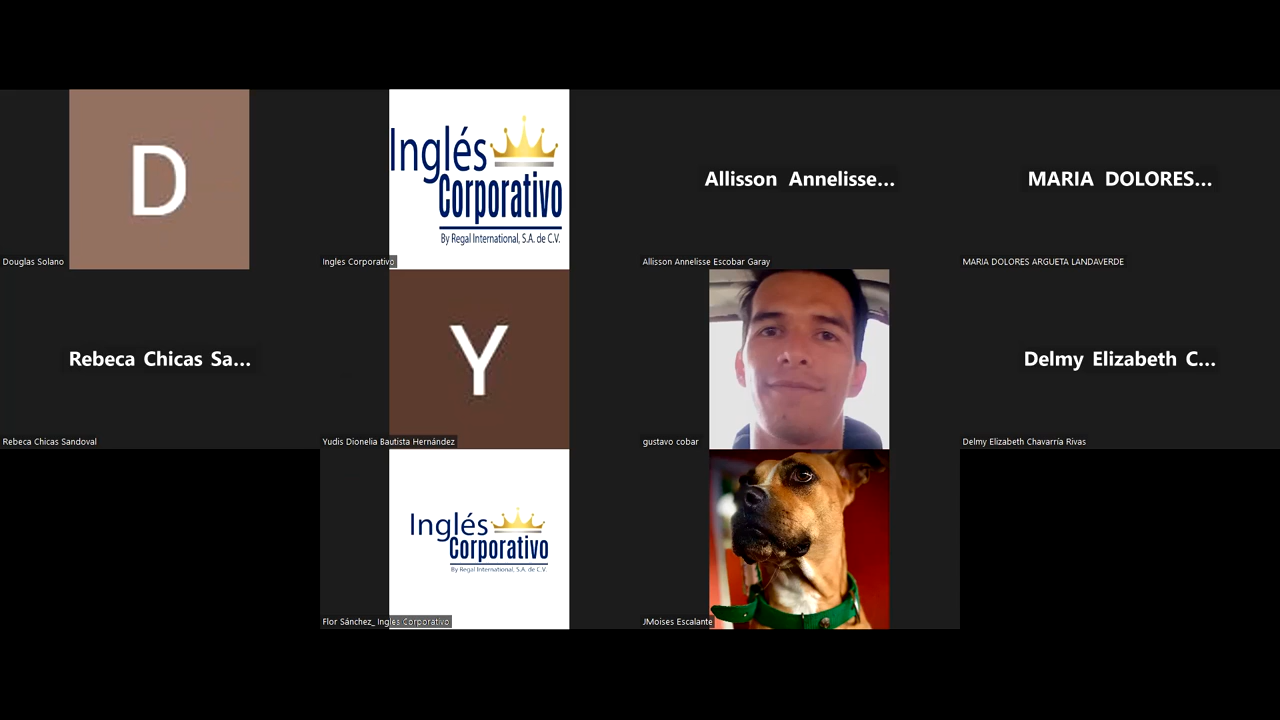 D
Douglas Solano
Inglés
Corporativo
By Regal International, S.A. de C.V.
Ingles Corporativo
Allisson Annelisse...
Allisson Annelisse Escobar Garay
MARIA DOLORES...
MARIA DOLORES ARGUETA LANDAVERDE
Rebeca Chicas Sa...
Rebeca Chicas Sandoval
Y
Yudis Dionelia Bautista Hernández
gustavo cobar
Delmy Elizabeth C...
Delmy Elizabeth Chavarría Rivas
Inglés
Corporativo
By Regal International, S.A. de C.V.
Flor Sánchez_ Ingles Corporativo
JMoises Escalante